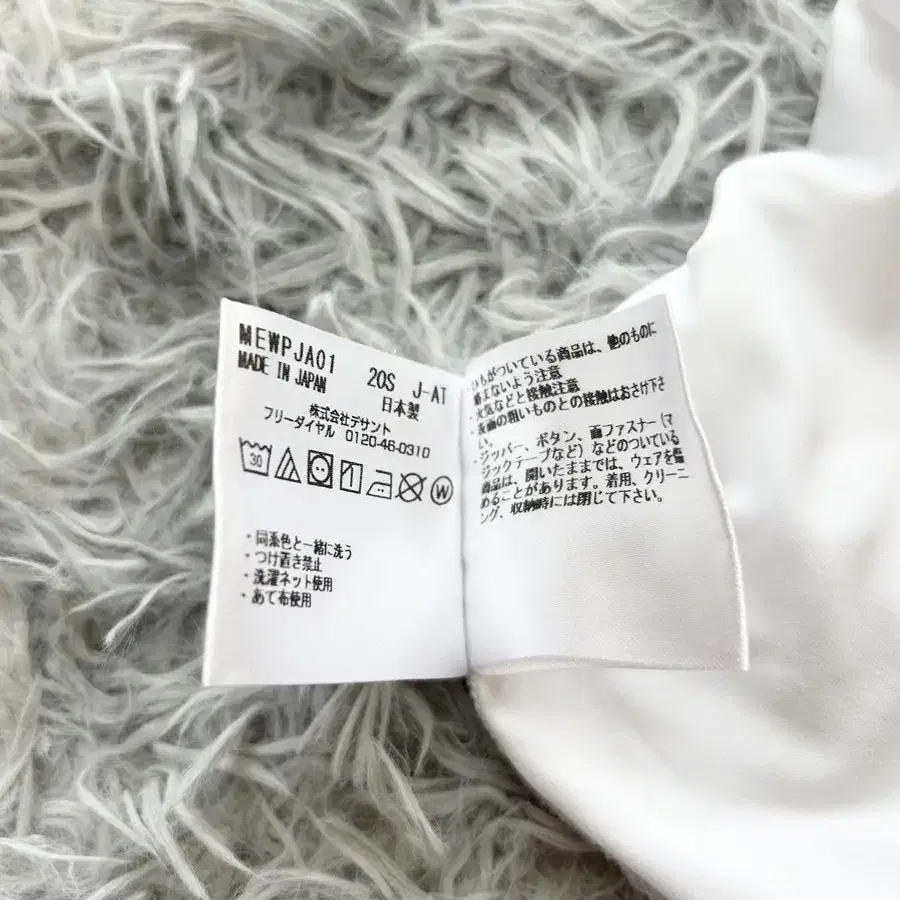 MEWPJA01 20S J-AT
MADE IN JAPAN 日本製
株式会社デサント
フリーダイヤル 0120-46-0310
30 W
・同系色と一緒に洗う
・つけ置き禁止
・洗濯ネット使用
・あて布使用
・ひもがついている商品は、他のものに
絡まないよう注意
・火気などと接触注意
・表面の粗いものとの接触はおさけ下さ
い。
・ジッパー、ボタン、面ファスナー(マ
ジックテープなど)などのついている
商品は、開いたままでは、ウェアを傷
めることがあります。着用、クリーニ
ング、収納時には閉じて下さい。